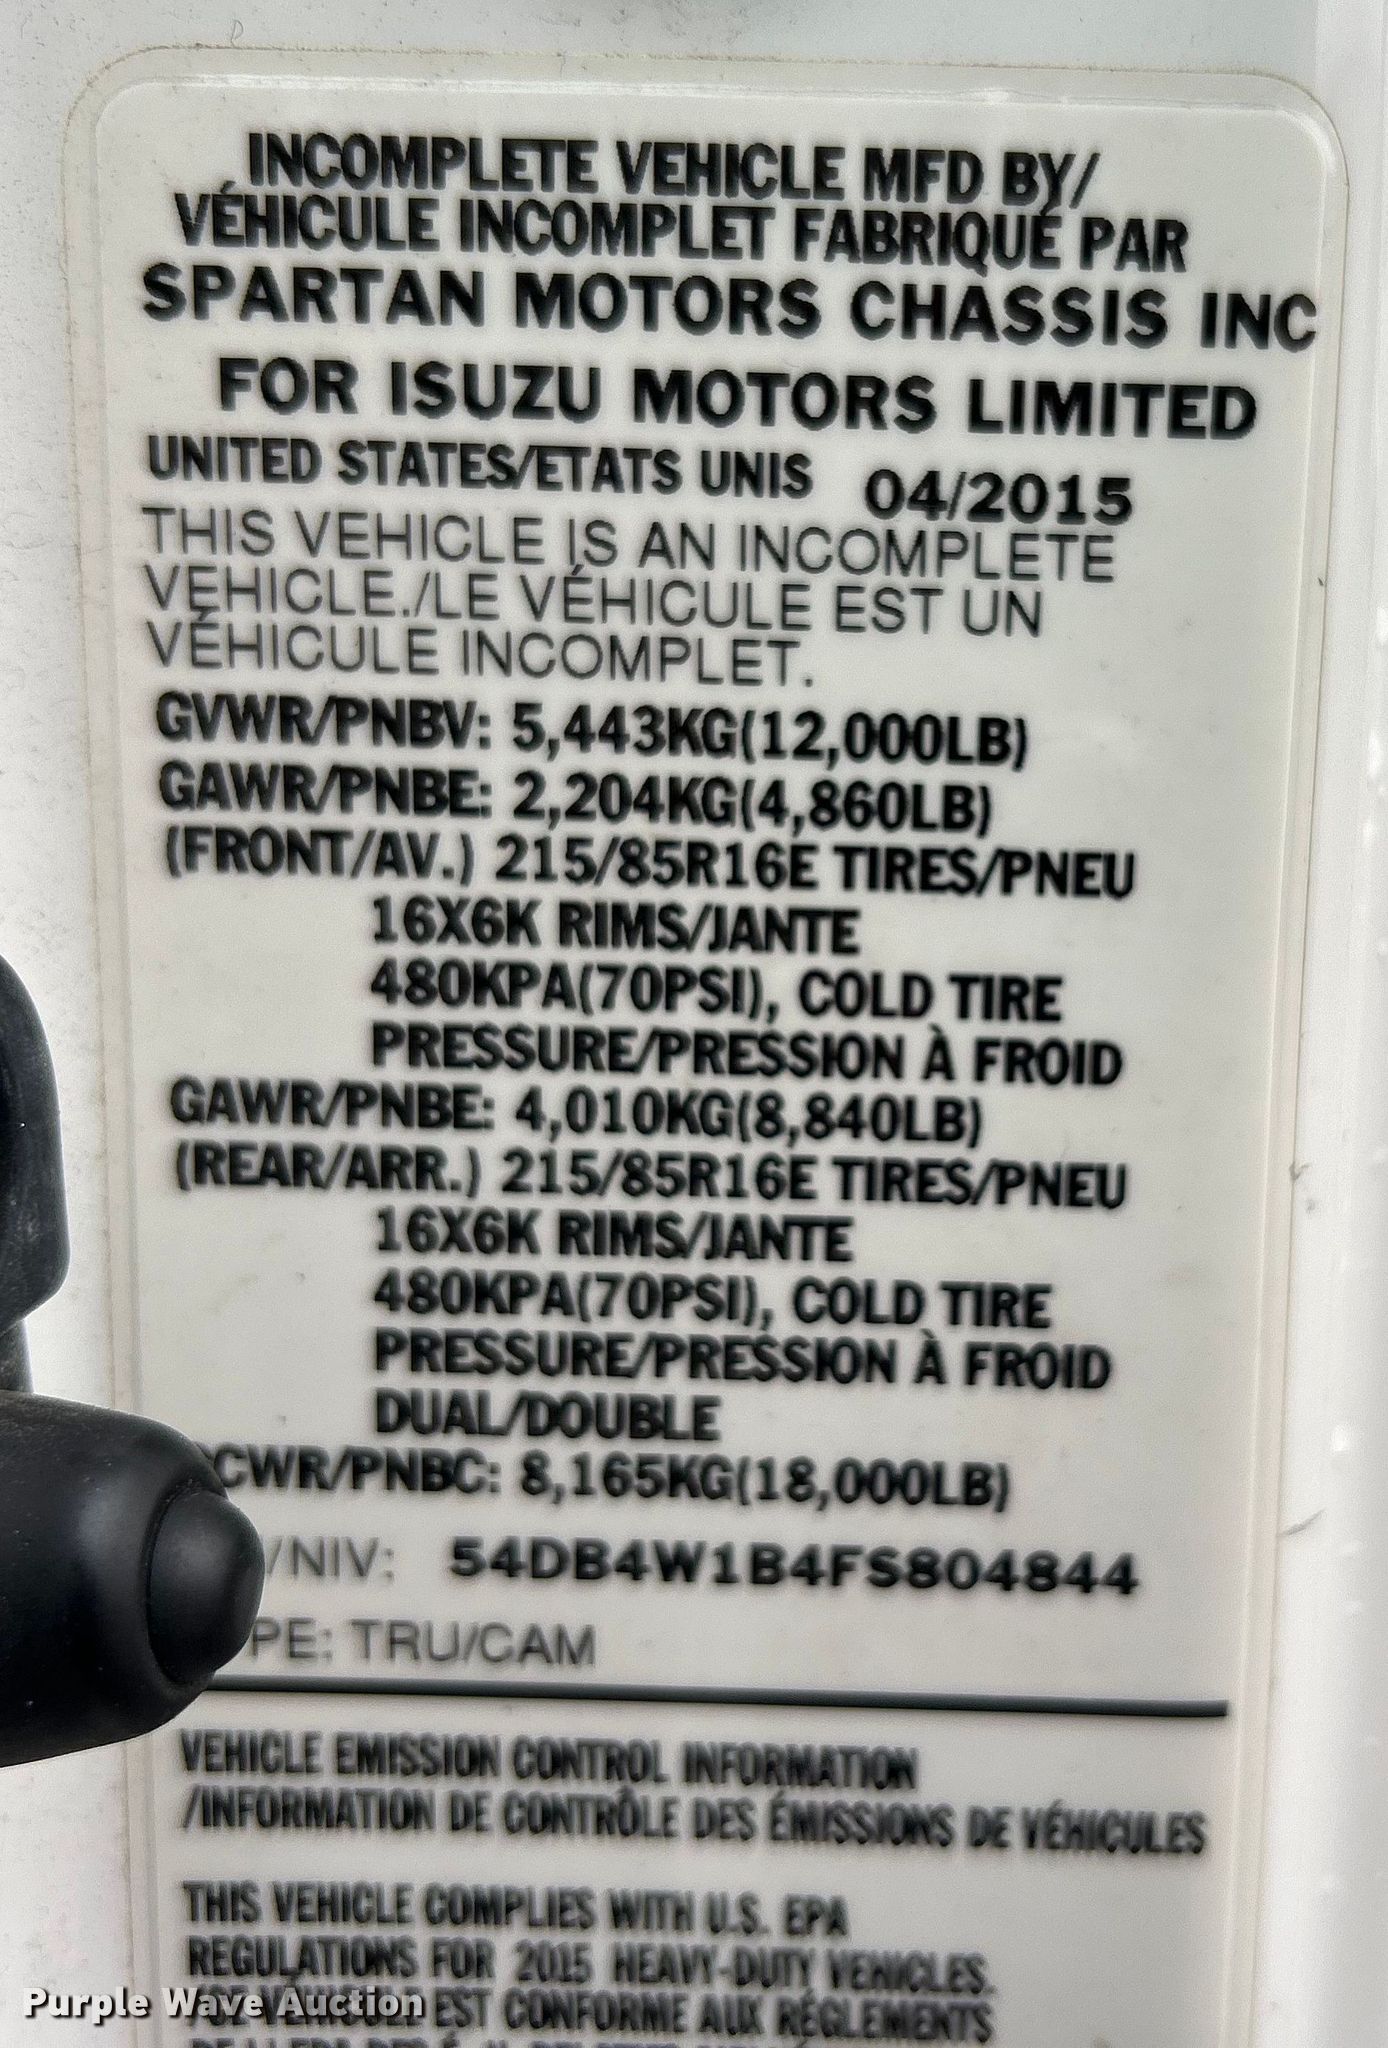 INCOMPLETE VEHICLE MFD BY/
VÉHICULE INCOMPLET FABRIQUÉ PAR
SPARTAN MOTORS CHASSIS INC
FOR ISUZU MOTORS LIMITED
UNITED STATES/ETATS UNIS 04/2015
THIS VEHICLE IS AN INCOMPLETE
VEHICLE./LE VÉHICULE EST UN
VÉHICULE INCOMPLET.
GVWR/PNBV: 5,443KG(12,000LB)
GAWR/PNBE: 2,204KG(4,860LB)
(FRONT/AV.) 215/85R16E TIRES/PNEU
16X6K RIMS/JANTE
480KPA(70PSI), COLD TIRE
PRESSURE/PRESSION À FROID
GAWR/PNBE: 4,010KG(8,840LB)
(REAR/ARR.) 215/85R16E TIRES/PNEU
16X6K RIMS/JANTE
480KPA(70PSI), COLD TIRE
PRESSURE/PRESSION À FROID
DUAL/DOUBLE
CWR/PNBC: 8,165KG(18,000LB)
/NIV: 54DB4W1B4FS804844
PE: TRU/CAM
VEHICLE EMISSION CONTROL INFORMATION
/INFORMATION DE CONTRÔLE DES ÉMISSIONS DE VÉHICULES
THIS VEHICLE COMPLIES WITH U.S. EPA
REGULATIONS FOR 2015 HEAVY-DUTY VEHICLES.
EST CONFORME AUX RÉGLEMENTS
Purple Wave Auction